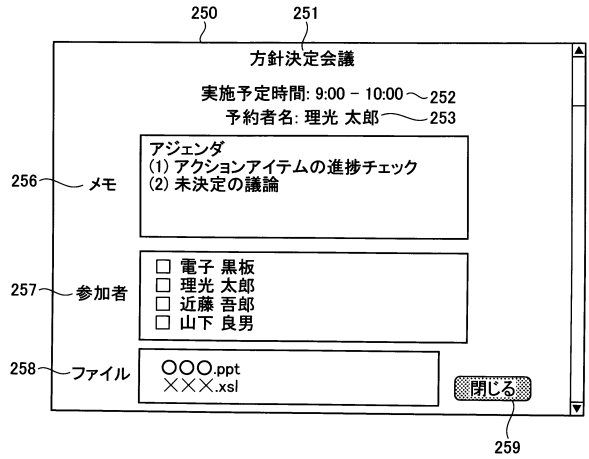 250
251
方針決定会議
実施予定時間: 9:00 - 10:00 252
予約者名: 理光 太郎 253
アジェンダ
(1) アクションアイテムの進捗チェック
(2) 未決定の議論
256 メモ
□ 電子 黒板
□ 理光 太郎
□ 近藤 吾郎
□ 山下 良男
257 参加者
258 ファイル
○○○.ppt
×××.xsl
閉じる
259